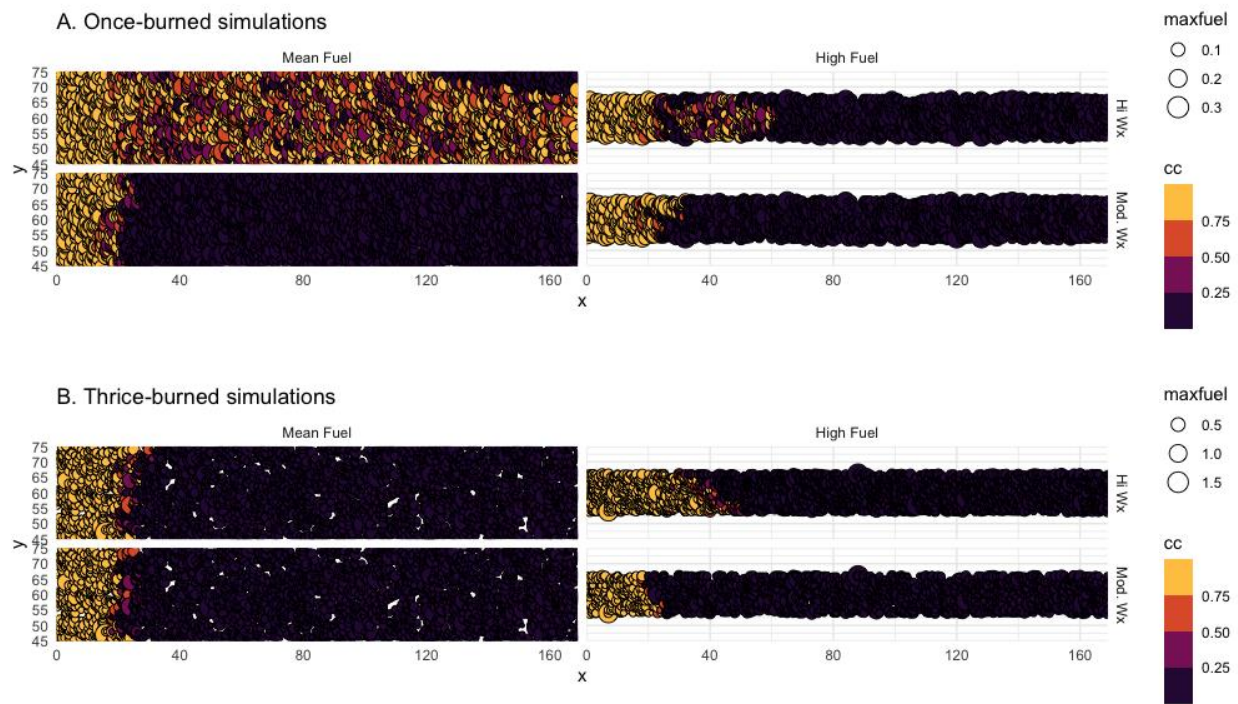 A. Once-burned simulations
Mean Fuel
High Fuel
75
70
65
60
55
50
45
Hi Wx
75
70
65
60
55
50
45
Mod. Wx
y
0 40 80 120 160
0 40 80 120 160
x
maxfuel
0.1
0.2
0.3
cc
0.75
0.50
0.25
B. Thrice-burned simulations
Mean Fuel
High Fuel
75
70
65
60
55
50
45
Hi Wx
75
70
65
60
55
50
45
Mod. Wx
y
0 40 80 120 160
0 40 80 120 160
x
maxfuel
0.5
1.0
1.5
cc
0.75
0.50
0.25